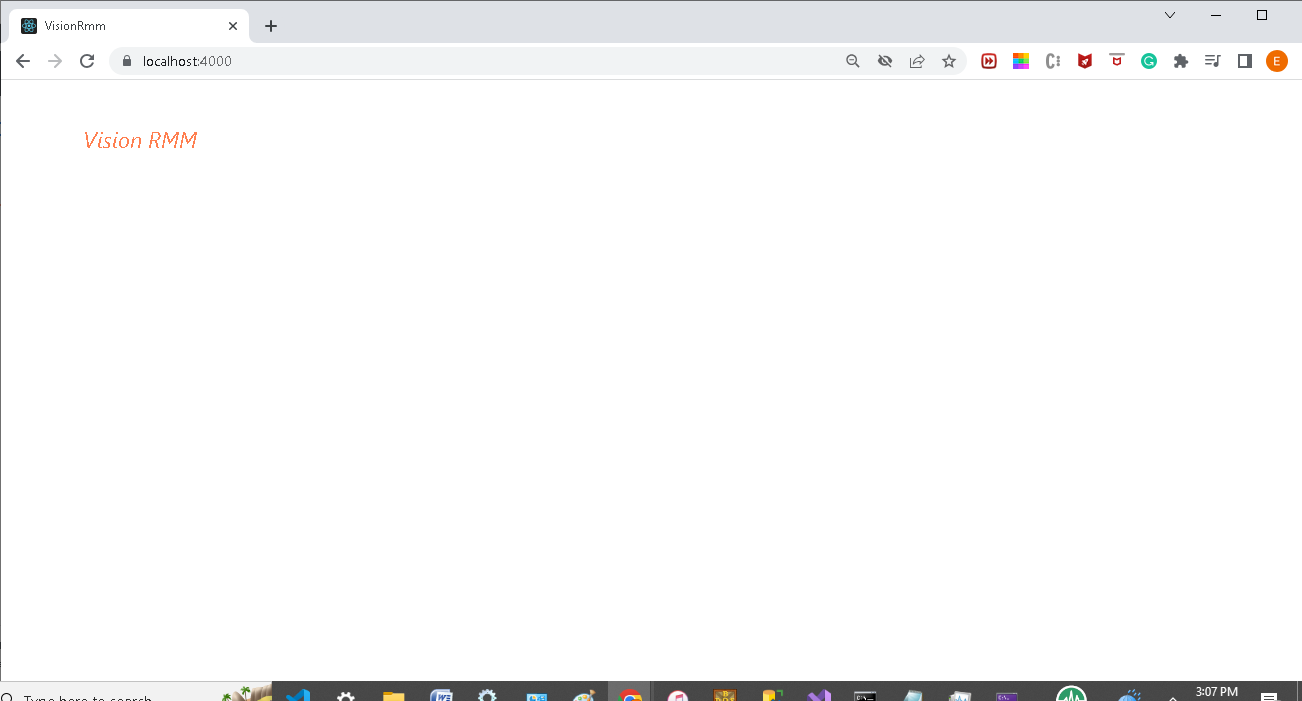 VisionRmm
localhost:4000
E
Vision RMM
Type here to search
3:07 PM